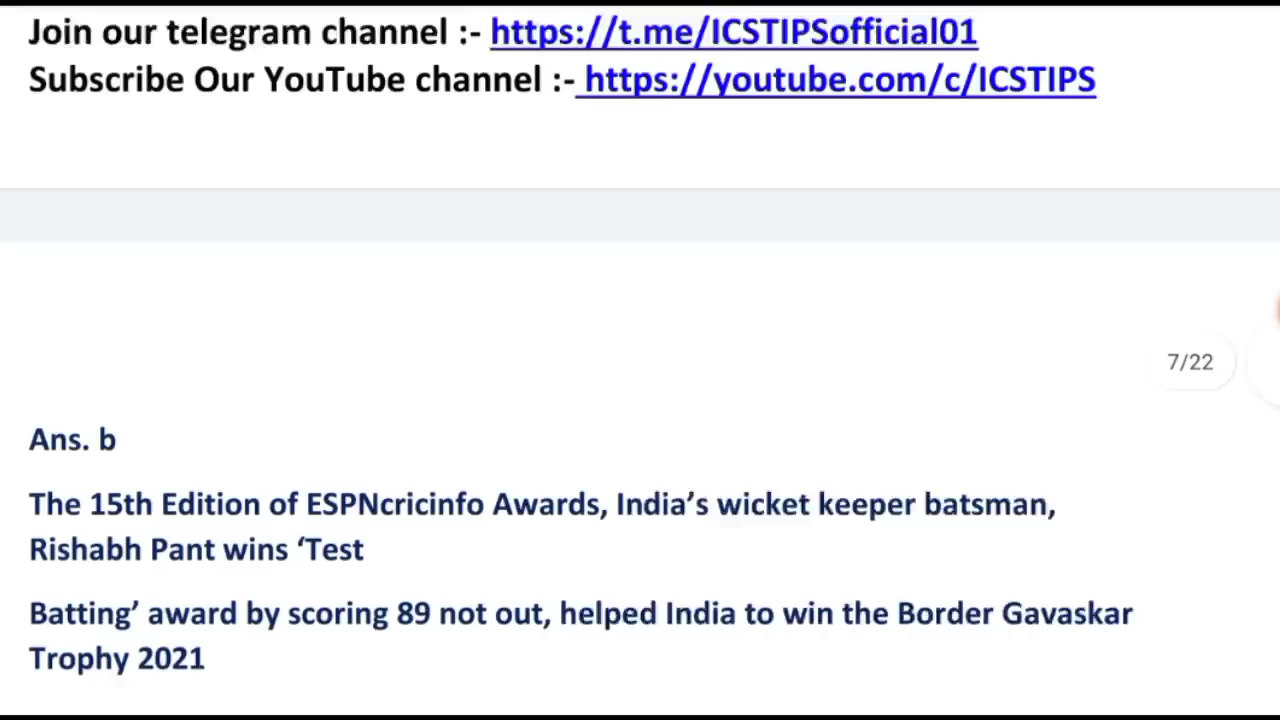 Join our telegram channel :- https://t.me/ICSTIPSofficial01
Subscribe Our YouTube channel :- https://youtube.com/c/ICSTIPS
7/22
Ans. b
The 15th Edition of ESPNcricinfo Awards, India’s wicket keeper batsman,
Rishabh Pant wins ‘Test
Batting’ award by scoring 89 not out, helped India to win the Border Gavaskar
Trophy 2021